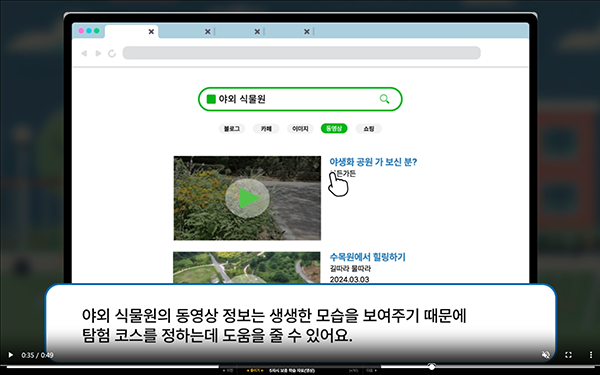 야외 식물원
블로그 카페 이미지 동영상 쇼핑
야생화 공원 가 보신 분?
든가든
수목원에서 힐링하기
길따라 물따라
2024.03.03
야외 식물원의 동영상 정보는 생생한 모습을 보여주기 때문에
탐험 코스를 정하는데 도움을 줄 수 있어요.
0:35 / 0:49